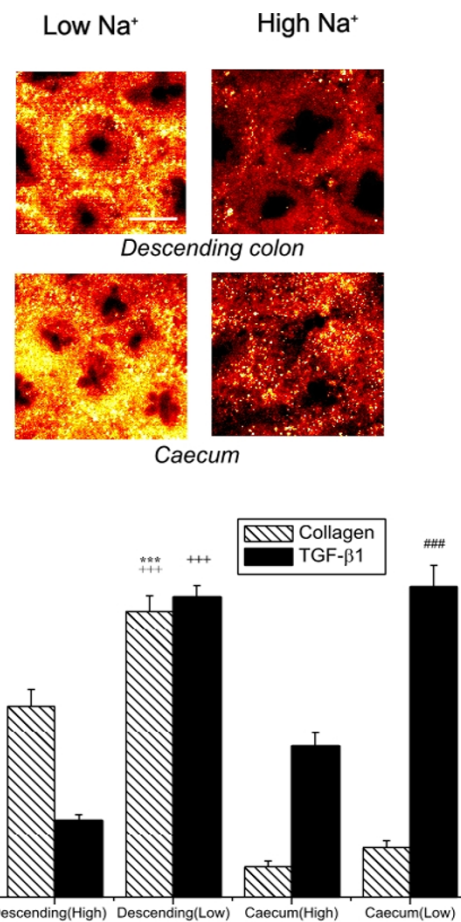 Low Na⁺ High Na⁺
Descending colon
Caecum
Collagen
TGF-β1
***
+++ +++
###
Descending(High) Descending(Low) Caecum(High) Caecum(Low)